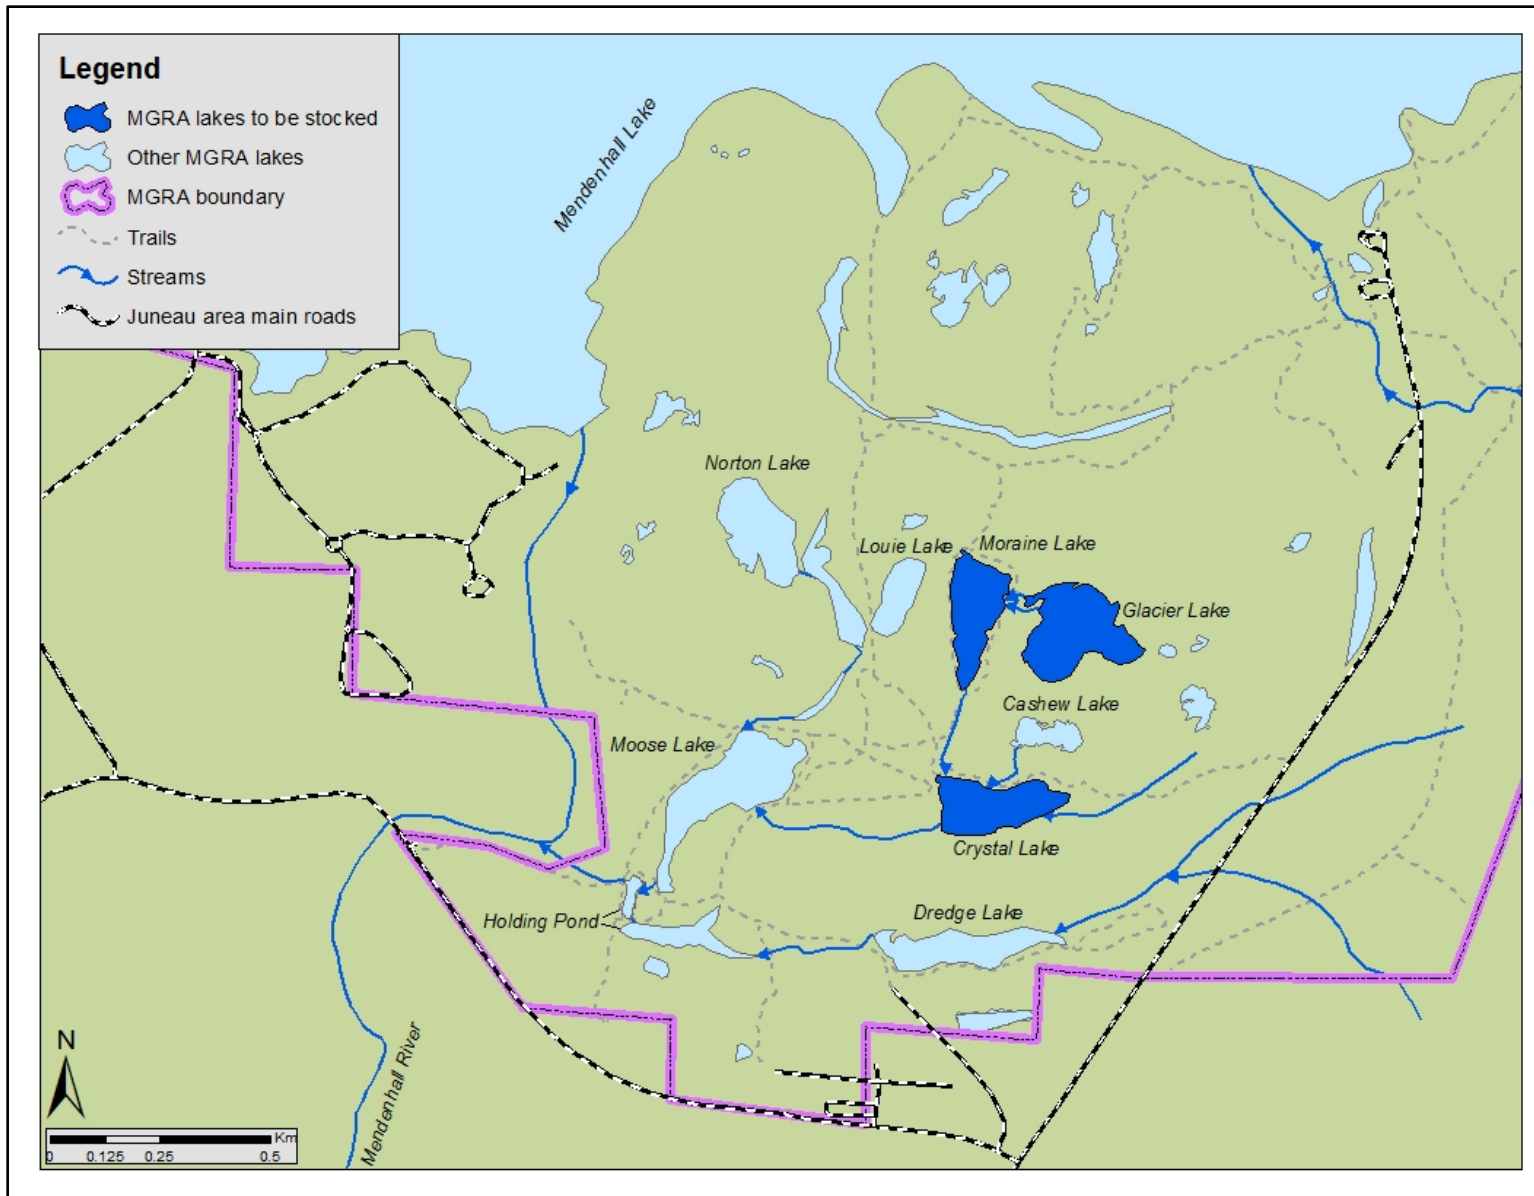 Legend
MGRA lakes to be stocked
Other MGRA lakes
MGRA boundary
Trails
Streams
Juneau area main roads
Mendenhall Lake
Norton Lake
Louie Lake
Moraine Lake
Glacier Lake
Cashew Lake
Moose Lake
Crystal Lake
Dredge Lake
Holding Pond
Mendenhall River
N
Km
0 0.125 0.25 0.5